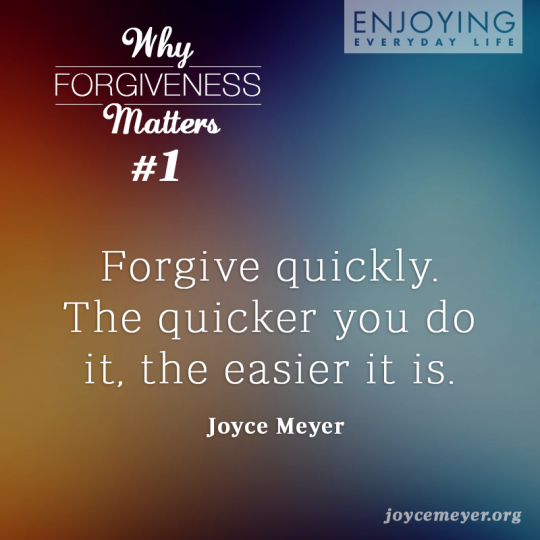 ENJOYING
EVERYDAY LIFE
Why
FORGIVENESS
Matters
#1
Forgive quickly.
The quicker you do
it, the easier it is.
Joyce Meyer
joycemeyer.org